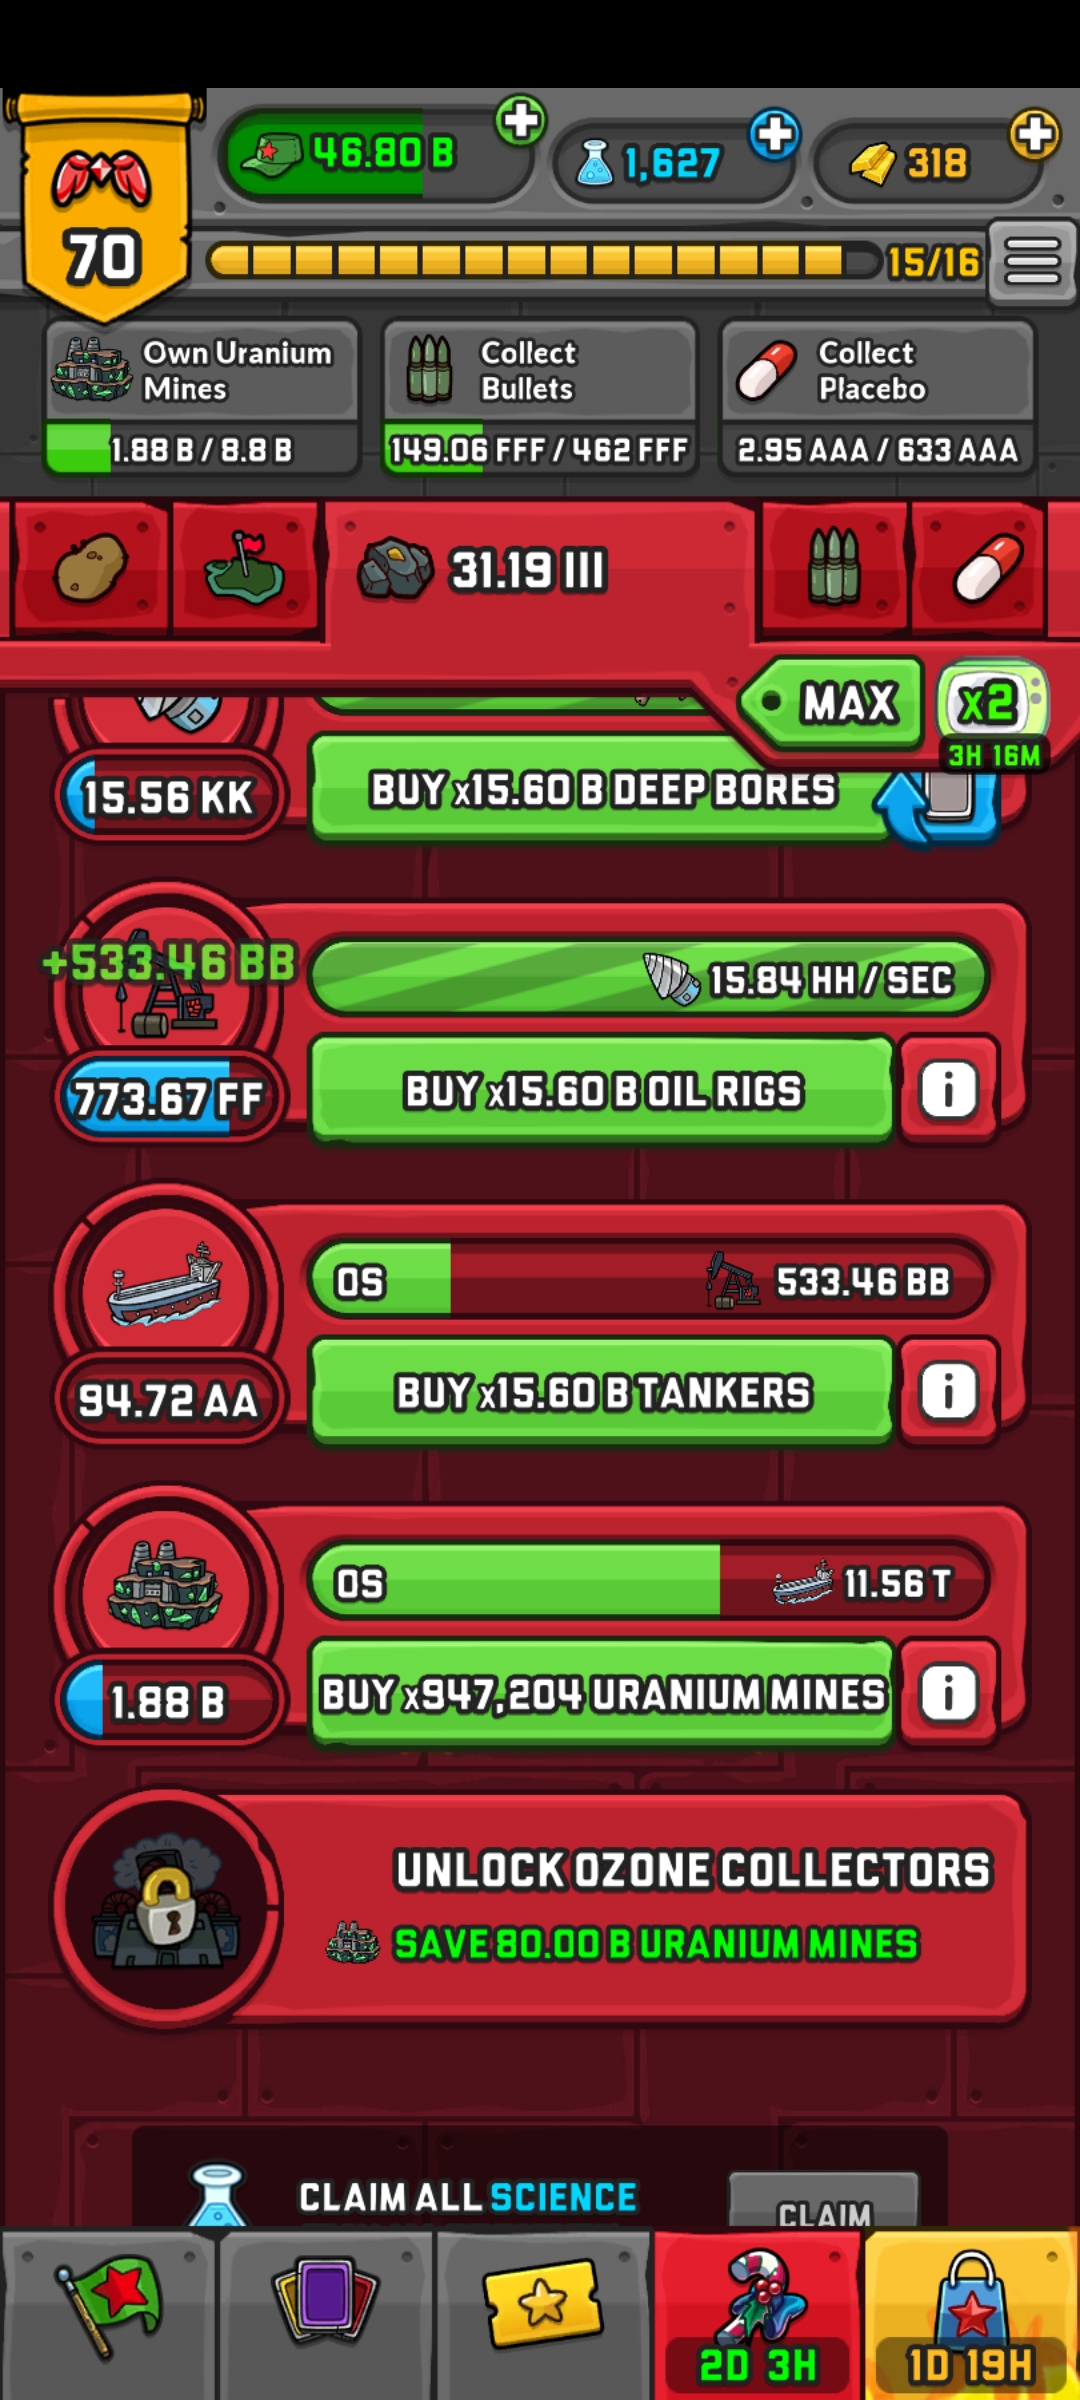 46.80 B
1,627
318
70
15/16
Own Uranium
Mines
1.88 B / 8.8 B
Collect
Bullets
149.06 FFF / 462 FFF
Collect
Placebo
2.95 AAA / 633 AAA
31.19 III
MAX
x2
3H 16M
15.56 KK
BUY x15.60 B DEEP BORES
+533.46 BB
15.84 HH / SEC
773.67 FF
BUY x15.60 B OIL RIGS
i
0S
533.46 BB
94.72 AA
BUY x15.60 B TANKERS
i
0S
11.56 T
1.88 B
BUY x947,204 URANIUM MINES
i
UNLOCK OZONE COLLECTORS
SAVE 80.00 B URANIUM MINES
CLAIM ALL SCIENCE
CLAIM
2D 3H
1D 19H